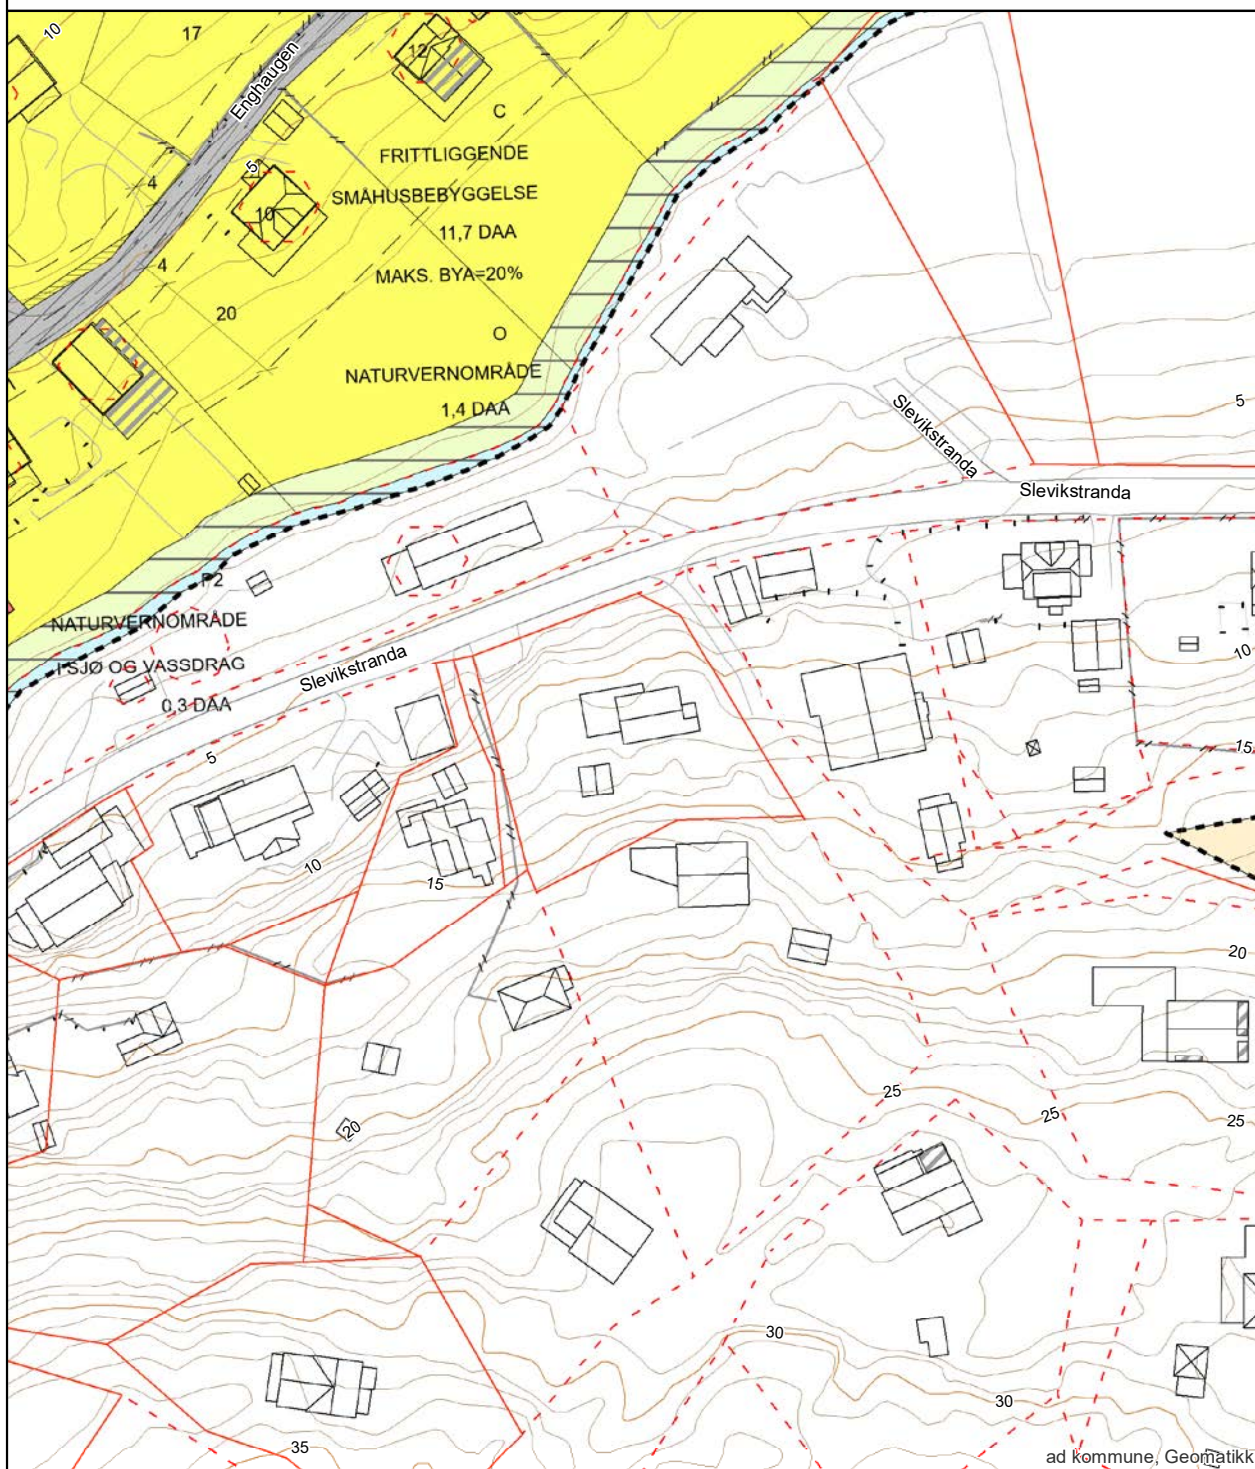 10
17
12
Enghaugen
C
FRITTLIGGENDE
5
4
SMÅHUSBEBYGGELSE
10
11,7 DAA
4
MAKS. BYA=20%
20
O
NATURVERNOMRÅDE
1,4 DAA
5
Slevikstranda
Slevikstranda
P2
NATURVERNOMRÅDE
I SJØ OG VASSDRAG
Slevikstranda
0,3 DAA
10
15
5
10
15
20
25
25
25
20
30
30
35
ad kommune, Geomatikk